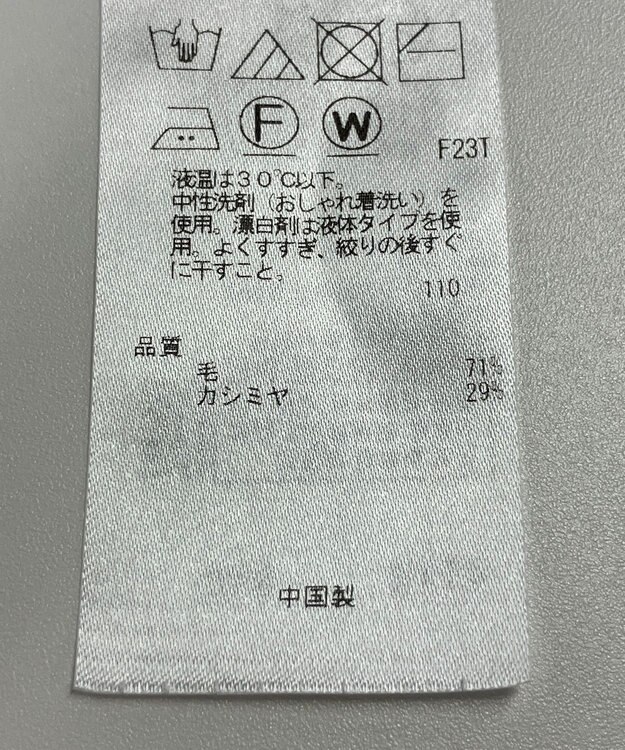 F W
F23T
液温は30℃以下。
中性洗剤（おしゃれ着洗い）を
使用。漂白剤は液体タイプを使
用。よくすすぎ、絞りの後すぐ
に干すこと。
110
品質
毛 71%
カシミヤ 29%
中国製